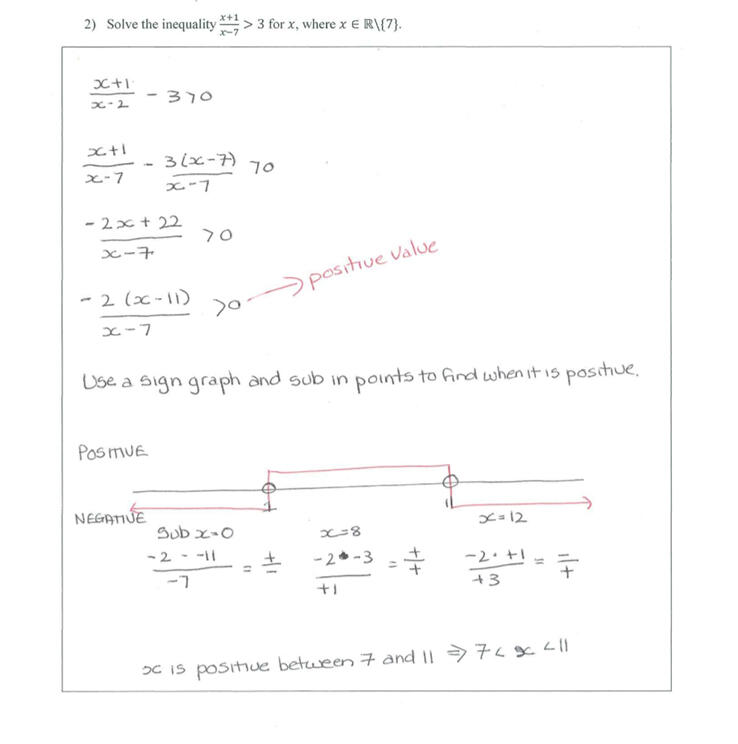 2) Solve the inequality x+1/x−7 > 3 for x, where x ∈ ℝ\{7}.
x+1/x-2 - 3 > 0
x+1/x-7 - 3(x-7)/x-7 > 0
-2x + 22/x-7 > 0
positive value
-2(x-11)/x-7 > 0
Use a sign graph and sub in points to find when it is positive.
POSITIVE
7 11
NEGATIVE
Sub x=0 x=8 x=12
-2 · -11/-7 = +/- -2 · -3/+1 = +/+ -2 · +1/+3 = -/+
x is positive between 7 and 11 ⇒ 7 < x < 11